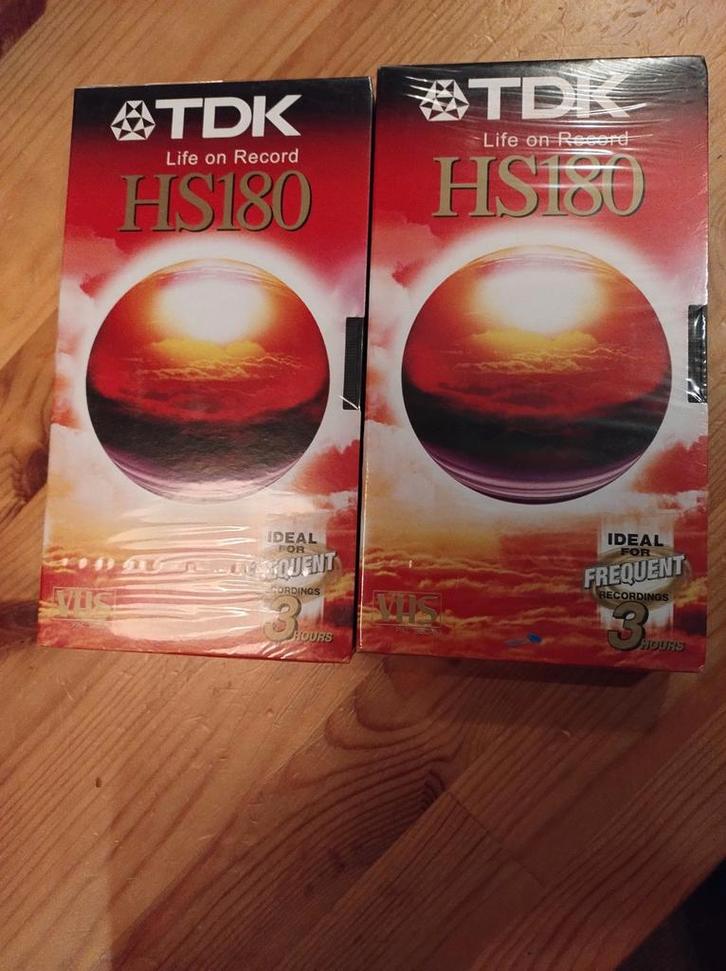 TDK
Life on Record
HS180
IDEAL
FOR
3
HOURS
VHS
TDK
Life on Record
HS180
IDEAL
FOR
FREQUENT
RECORDINGS
3
HOURS
VHS